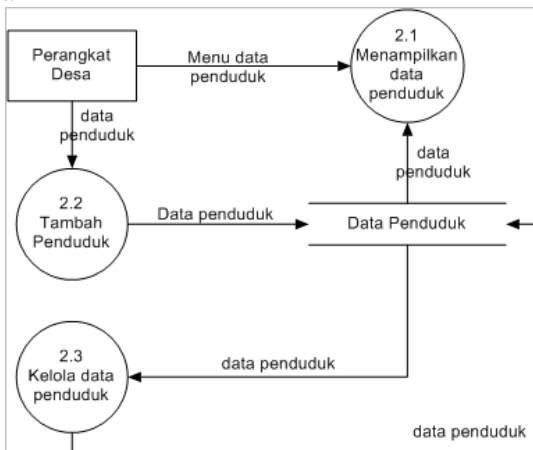 Perangkat
Desa
Menu data
penduduk
2.1
Menampilkan
data
penduduk
data
penduduk
data
penduduk
2.2
Tambah
Penduduk
Data penduduk
Data Penduduk
2.3
Kelola data
penduduk
data penduduk
data penduduk